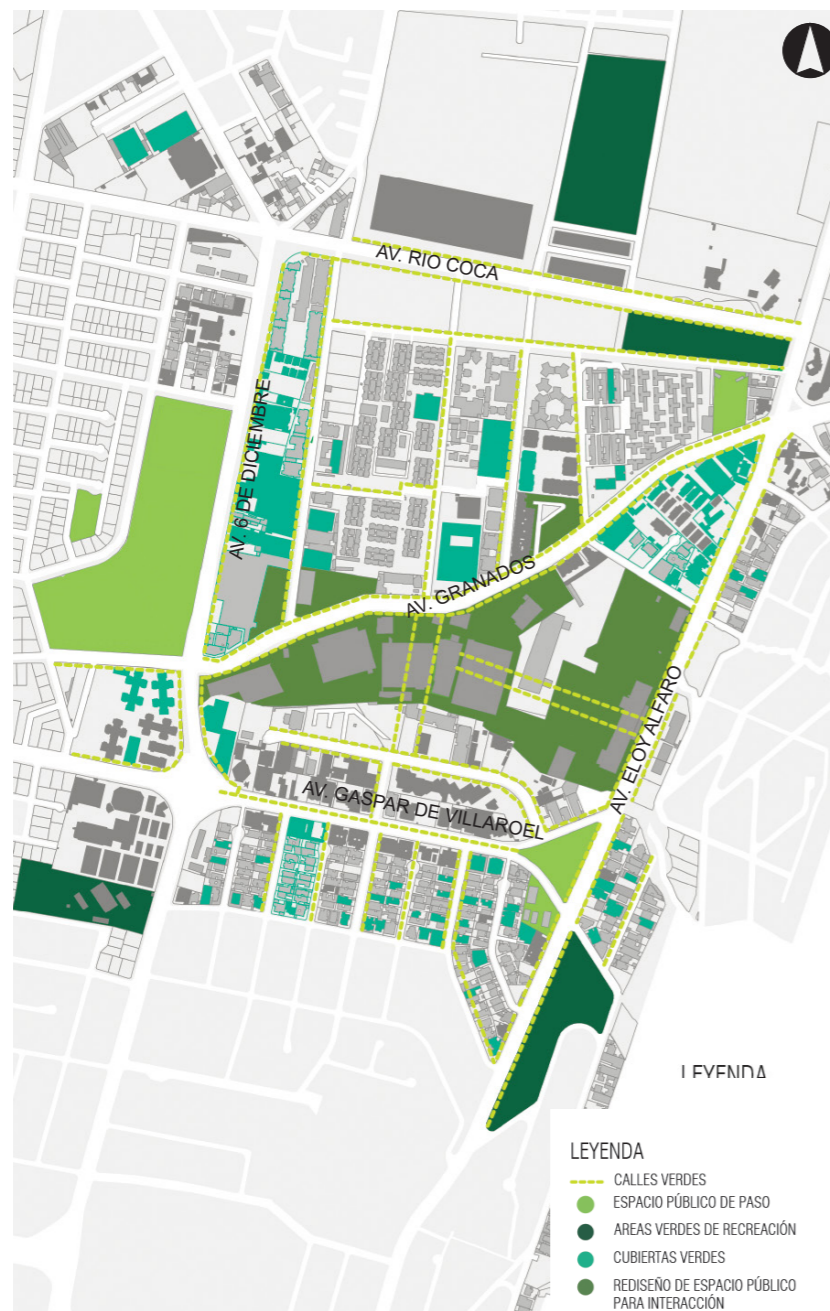 AV. RIO COCA
AV. 6 DE DICIEMBRE
AV. GRANADOS
AV. ELOY ALFARO
AV. GASPAR DE VILLAROEL
LEYENDA
LEYENDA
CALLES VERDES
ESPACIO PÚBLICO DE PASO
AREAS VERDES DE RECREACIÓN
CUBIERTAS VERDES
REDISEÑO DE ESPACIO PÚBLICO
PARA INTERACCIÓN